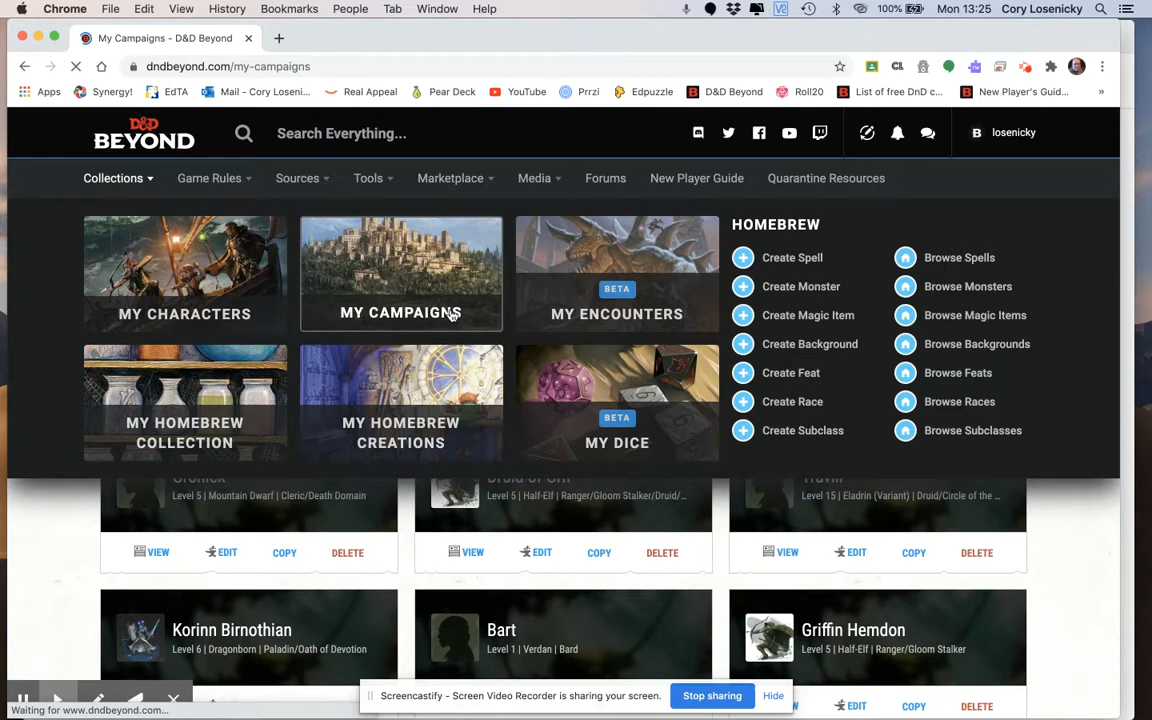 Chrome File Edit View History Bookmarks People Tab Window Help 100% Mon 13:25 Cory Losenicky
My Campaigns - D&D Beyond
dndbeyond.com/my-campaigns
Apps Synergy! EdTA Mail - Cory Loseni... Real Appeal Pear Deck YouTube Prrzi Edpuzzle D&D Beyond Roll20 List of free DnD c... New Player's Guid... »
D&D BEYOND Search Everything... losenicky
Collections Game Rules Sources Tools Marketplace Media Forums New Player Guide Quarantine Resources
MY CHARACTERS
MY CAMPAIGNS
BETA
MY ENCOUNTERS
MY HOMEBREW COLLECTION
MY HOMEBREW CREATIONS
BETA
MY DICE
HOMEBREW
Create Spell Browse Spells
Create Monster Browse Monsters
Create Magic Item Browse Magic Items
Create Background Browse Backgrounds
Create Feat Browse Feats
Create Race Browse Races
Create Subclass Browse Subclasses
Level 5 | Mountain Dwarf | Cleric/Death Domain
Level 5 | Half-Elf | Ranger/Gloom Stalker/Druid/...
Level 15 | Eladrin (Variant) | Druid/Circle of the ...
VIEW EDIT COPY DELETE VIEW EDIT COPY DELETE VIEW EDIT COPY DELETE
Korinn Birnothian
Level 6 | Dragonborn | Paladin/Oath of Devotion
Bart
Level 1 | Verdan | Bard
Griffin Hemdon
Level 5 | Half-Elf | Ranger/Gloom Stalker
EDIT COPY DELETE
Screencastify - Screen Video Recorder is sharing your screen. Stop sharing Hide
Waiting for www.dndbeyond.com...